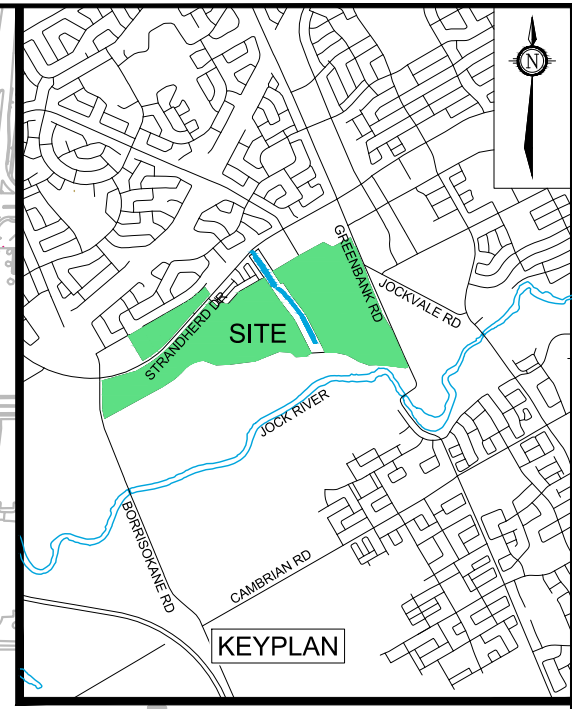 N
GREENBANK RD
JOCKVALE RD
STRANDHERD DR
SITE
JOCK RIVER
BORRISOKANE RD
CAMBRIAN RD
KEYPLAN